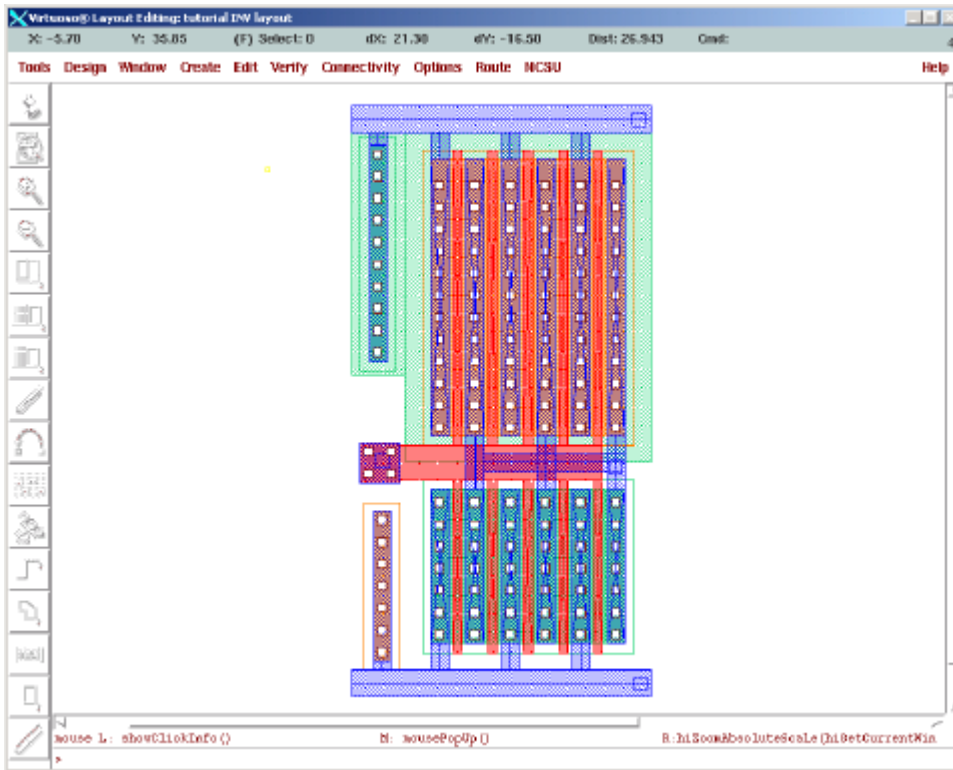 Virtuoso® Layout Editing: tutorial INV layout
X: -5.70 Y: 35.85 (F) Select: 0 dX: 21.30 dY: -16.50 Dist: 26.943 Cmd: 4
Tools Design Window Create Edit Verify Connectivity Options Route NCSU Help
mouse L: showClickInfo() M: mousePopUp() R:hiZoomAbsoluteScale(hiGetCurrentWin
>